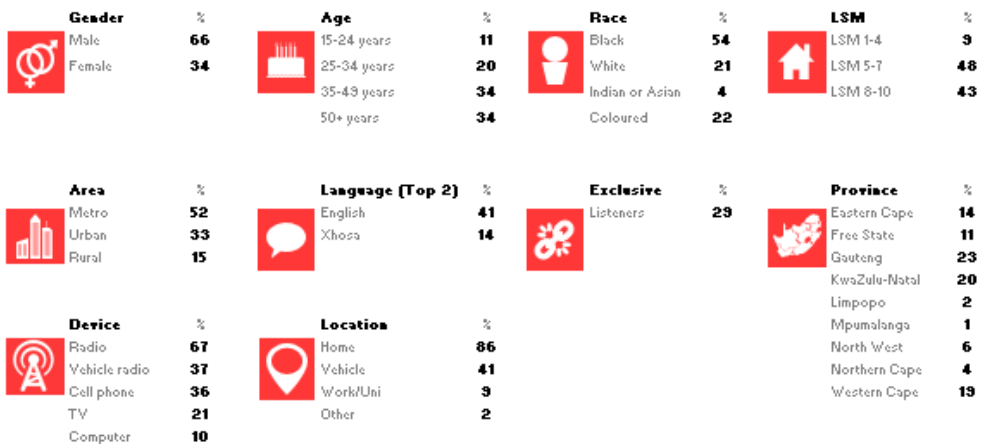 Gender %
Male 66
Female 34
Age %
15-24 years 11
25-34 years 20
35-49 years 34
50+ years 34
Race %
Black 54
White 21
Indian or Asian 4
Coloured 22
LSM %
LSM 1-4 9
LSM 5-7 48
LSM 8-10 43
Area %
Metro 52
Urban 33
Rural 15
Language (Top 2) %
English 41
Xhosa 14
Exclusive %
Listeners 29
Province %
Eastern Cape 14
Free State 11
Gauteng 23
KwaZulu-Natal 20
Limpopo 2
Mpumalanga 1
North West 6
Northern Cape 4
Western Cape 19
Device %
Radio 67
Vehicle radio 37
Cell phone 36
TV 21
Computer 10
Location %
Home 86
Vehicle 41
Work/Uni 9
Other 2